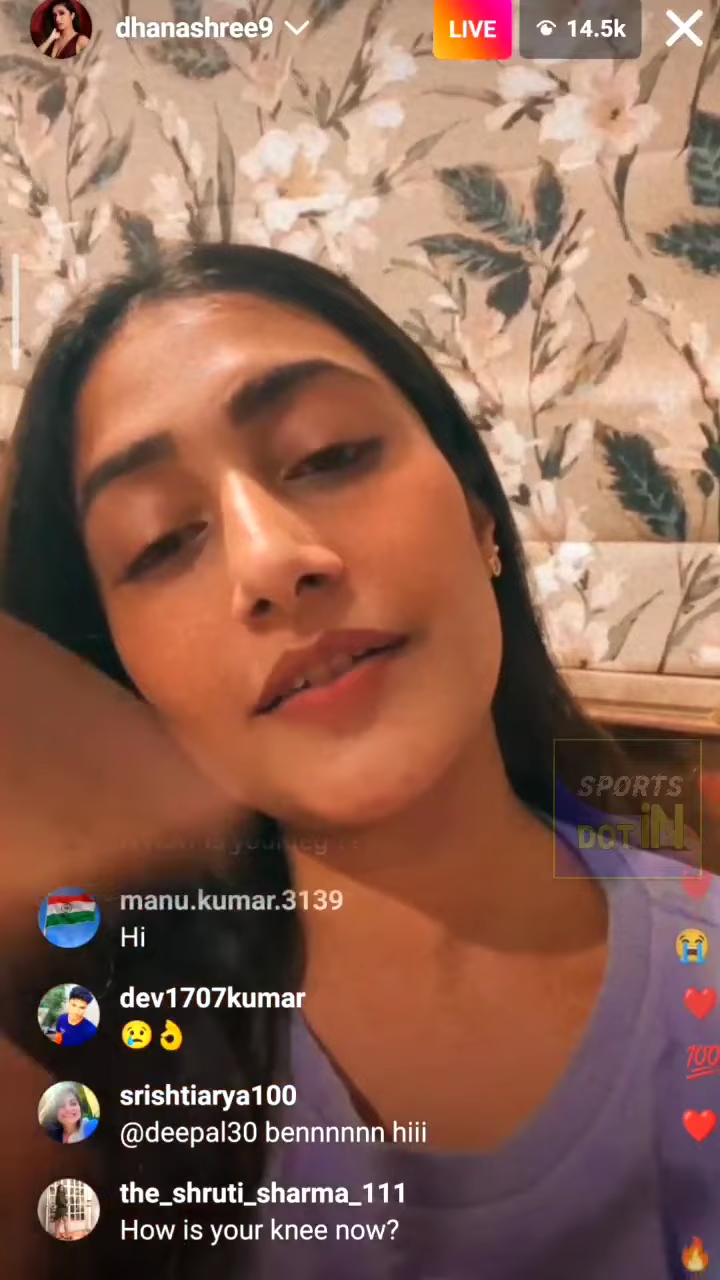 dhanashree9
LIVE
14.5k
SPORTS
DOT iN
manu.kumar.3139
Hi
dev1707kumar
😢👌
srishtiarya100
@deepal30 bennnnnn hiii
the_shruti_sharma_111
How is your knee now?
100